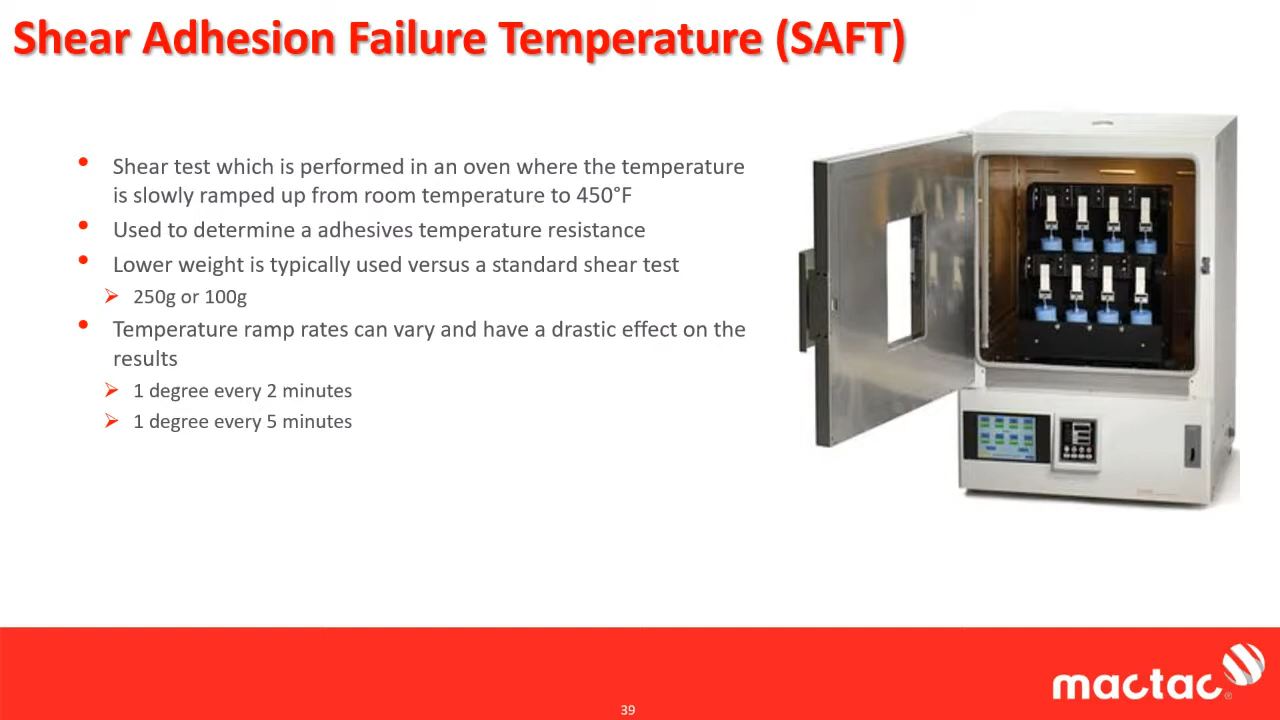 Shear Adhesion Failure Temperature (SAFT)
• Shear test which is performed in an oven where the temperature
is slowly ramped up from room temperature to 450°F
• Used to determine a adhesives temperature resistance
• Lower weight is typically used versus a standard shear test
➢ 250g or 100g
• Temperature ramp rates can vary and have a drastic effect on the
results
➢ 1 degree every 2 minutes
➢ 1 degree every 5 minutes
mactac®
39